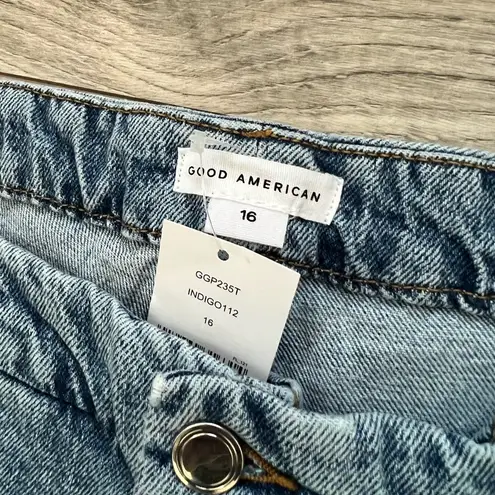 GOOD AMERICAN
16
GGP235T
INDIGO112
16